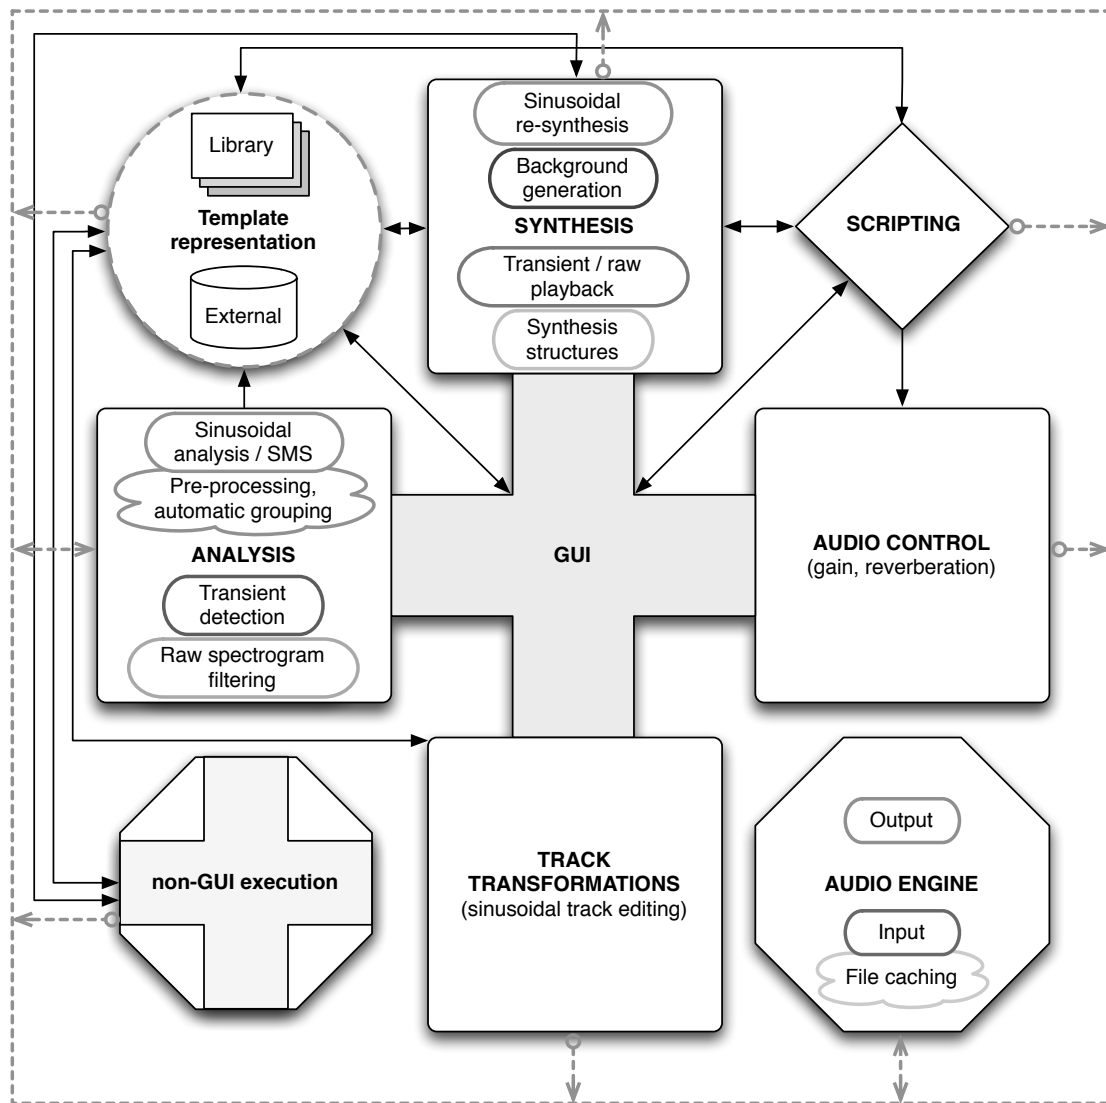 Sinusoidal
re-synthesis
Background
generation
SYNTHESIS
Transient / raw
playback
Synthesis
structures
Library
Template
representation
External
SCRIPTING
Sinusoidal
analysis / SMS
Pre-processing,
automatic grouping
ANALYSIS
Transient
detection
Raw spectrogram
filtering
GUI
AUDIO CONTROL
(gain, reverberation)
non-GUI execution
TRACK
TRANSFORMATIONS
(sinusoidal track editing)
Output
AUDIO ENGINE
Input
File caching